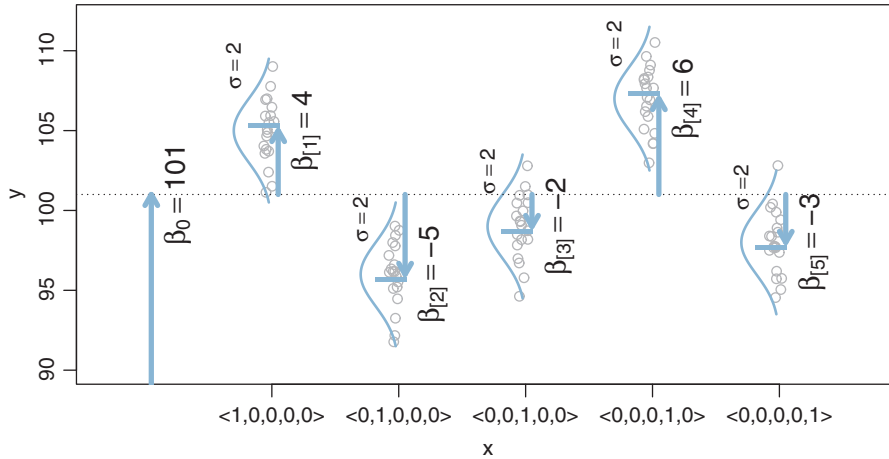 y
110
105
100
95
90
β0 = 101
σ = 2
β[1] = 4
σ = 2
β[2] = −5
σ = 2
β[3] = −2
σ = 2
β[4] = 6
σ = 2
β[5] = −3
<1,0,0,0,0> <0,1,0,0,0> <0,0,1,0,0> <0,0,0,1,0> <0,0,0,0,1>
x